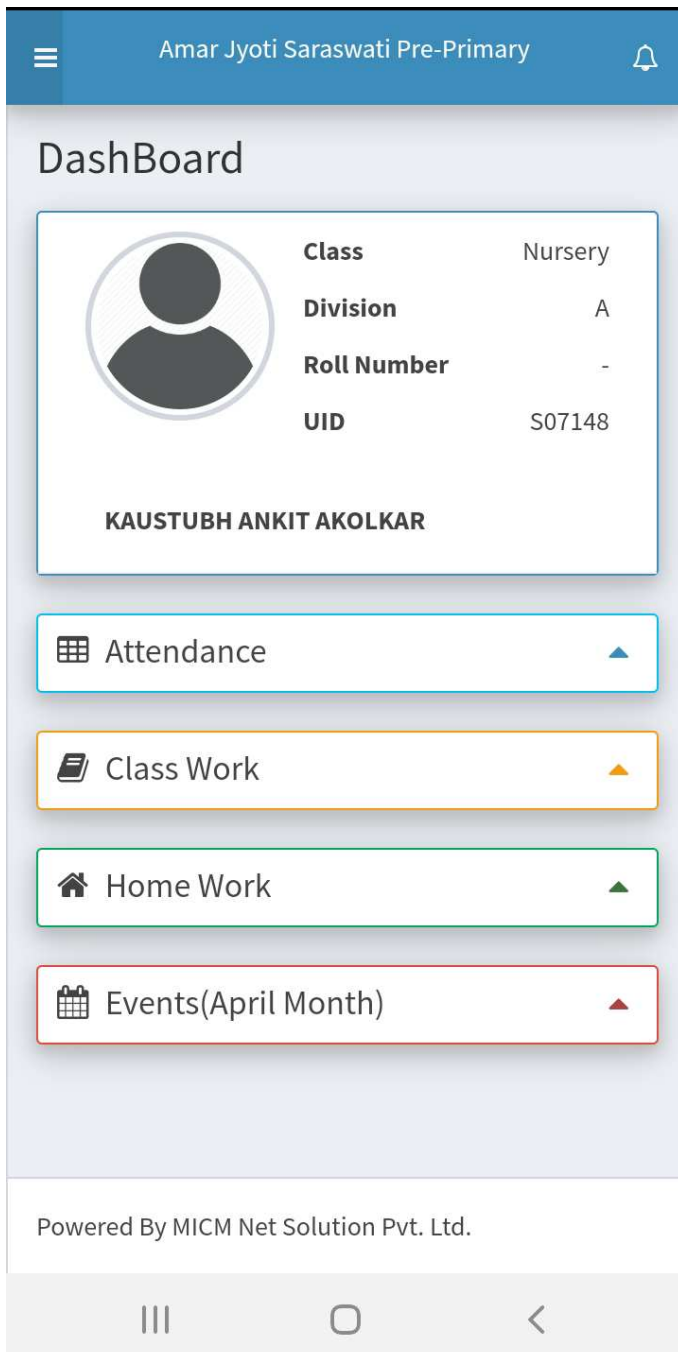 Amar Jyoti Saraswati Pre-Primary
DashBoard
Class Nursery
Division A
Roll Number -
UID S07148
KAUSTUBH ANKIT AKOLKAR
Attendance
Class Work
Home Work
Events(April Month)
Powered By MICM Net Solution Pvt. Ltd.